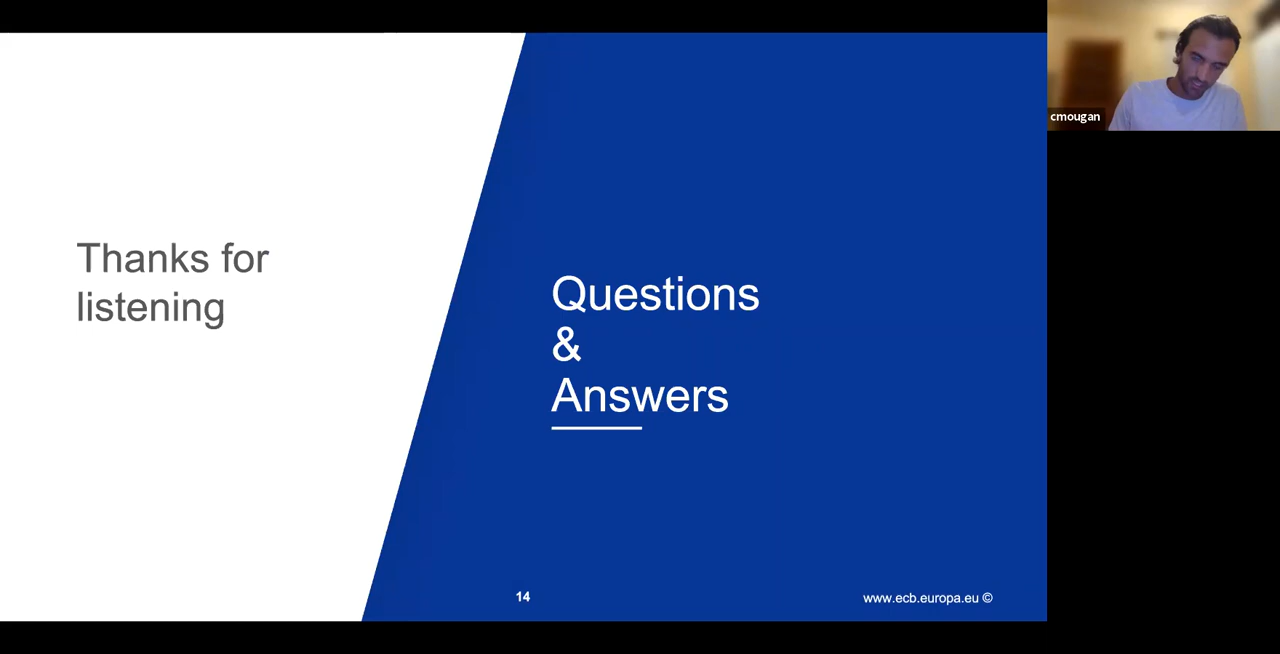 Thanks for
listening
Questions
&
Answers
14
www.ecb.europa.eu ©
cmougan